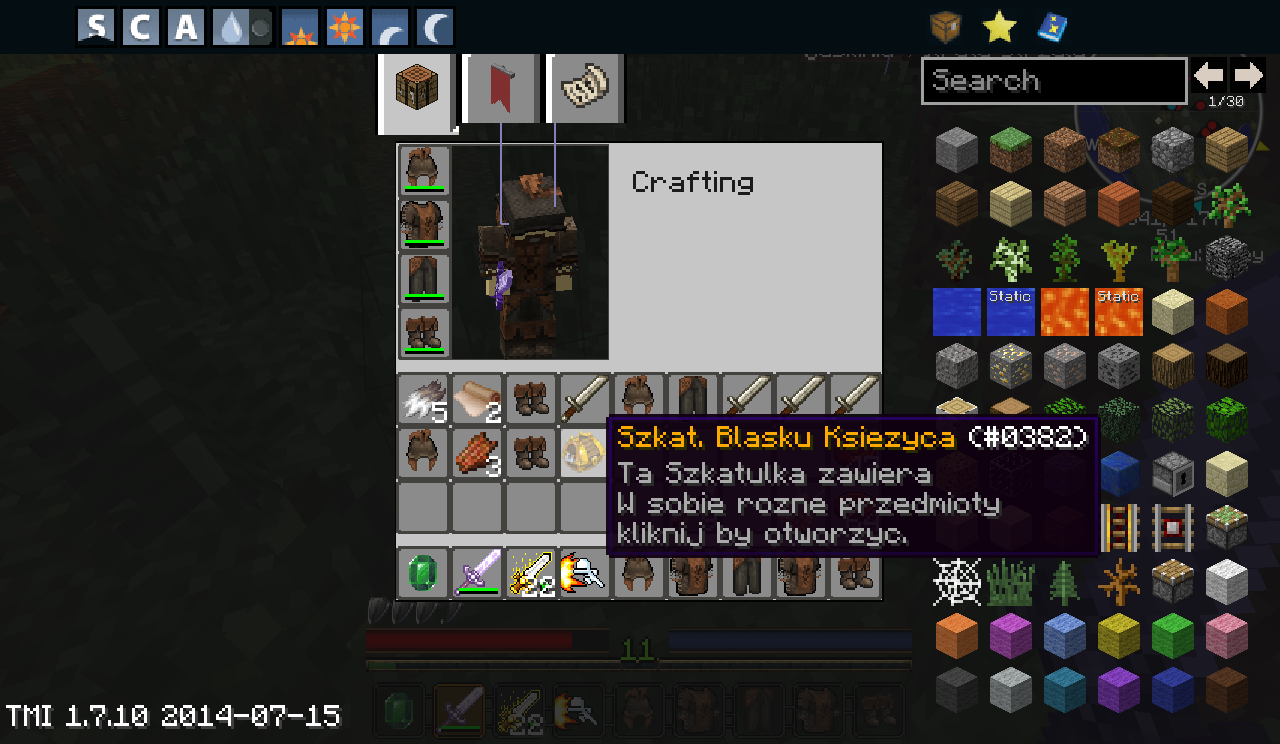 S C A
Search
1/30
Crafting
Static Static
5 2
Szkat. Blasku Ksiezyca (#0382)
3
Ta Szkatulka zawiera
W sobie rozne przedmioty
kliknij by otworzyc.
11
TMI 1.7.10 2014-07-15
22